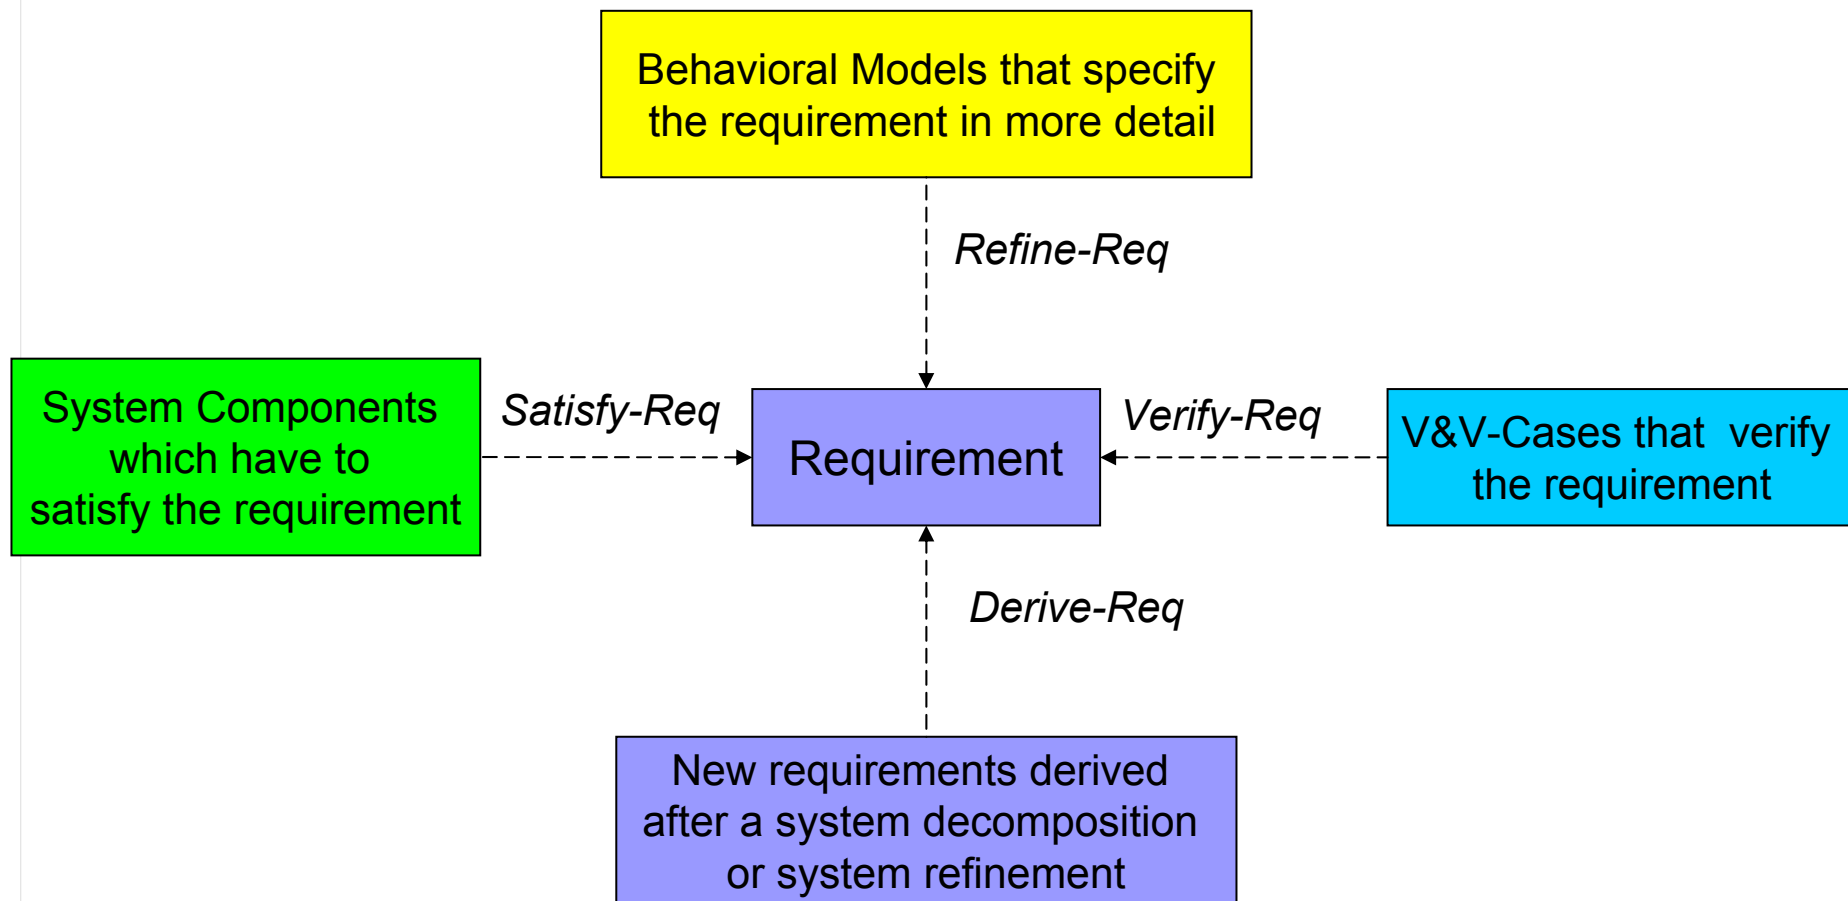 Behavioral Models that specify
the requirement in more detail
Refine-Req
System Components
which have to
satisfy the requirement
Satisfy-Req
Requirement
Verify-Req
V&V-Cases that verify
the requirement
Derive-Req
New requirements derived
after a system decomposition
or system refinement